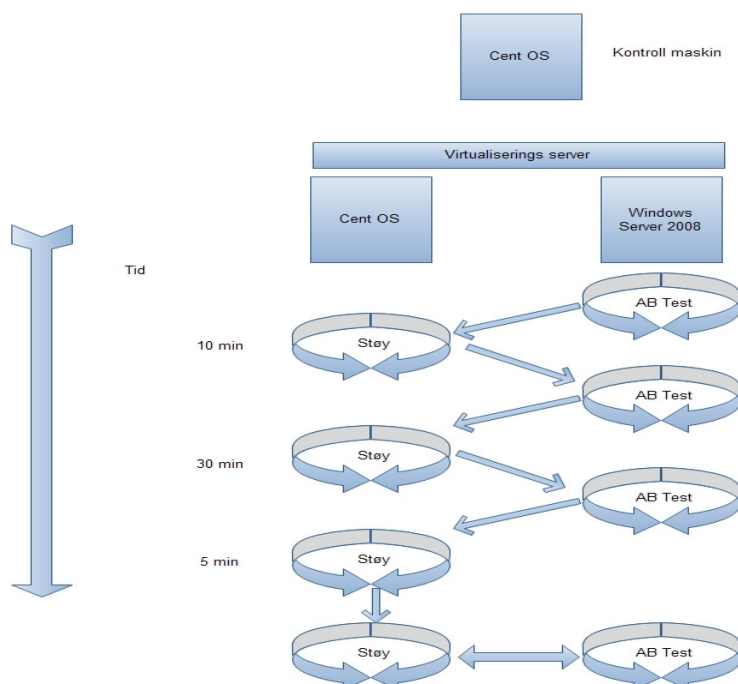 Cent OS
Kontroll maskin
Virtualiserings server
Cent OS
Windows
Server 2008
Tid
AB Test
10 min
Støy
AB Test
30 min
Støy
AB Test
5 min
Støy
Støy
AB Test